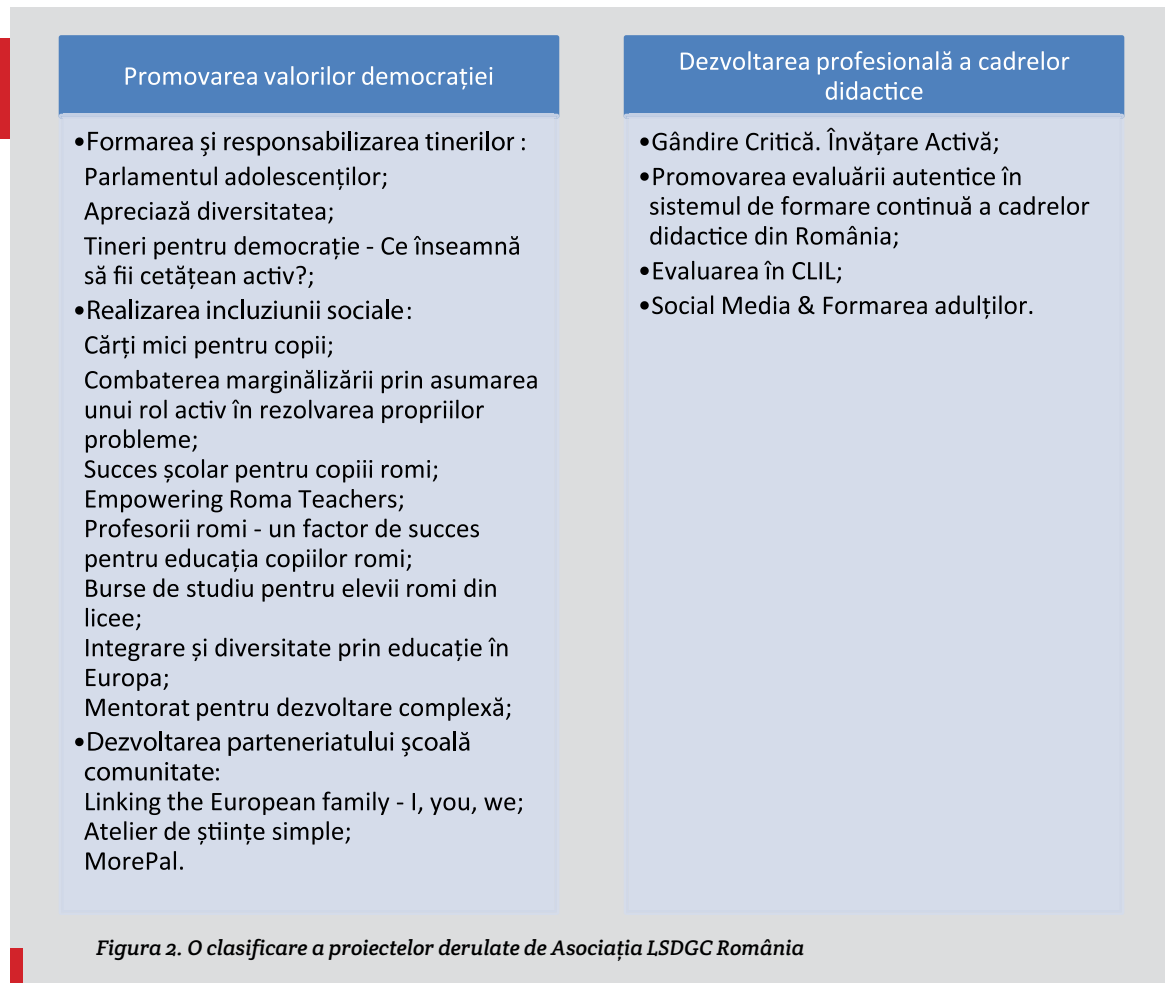 Promovarea valorilor democrației
•Formarea și responsabilizarea tinerilor :
Parlamentul adolescenților;
Apreciază diversitatea;
Tineri pentru democrație - Ce înseamnă
să fii cetățean activ?;
•Realizarea incluziunii sociale:
Cărți mici pentru copii;
Combaterea marginălizării prin asumarea
unui rol activ în rezolvarea propriilor
probleme;
Succes școlar pentru copiii romi;
Empowering Roma Teachers;
Profesorii romi - un factor de succes
pentru educația copiilor romi;
Burse de studiu pentru elevii romi din
licee;
Integrare și diversitate prin educație în
Europa;
Mentorat pentru dezvoltare complexă;
•Dezvoltarea parteneriatului școală
comunitate:
Linking the European family - I, you, we;
Atelier de științe simple;
MorePal.
Dezvoltarea profesională a cadrelor
didactice
•Gândire Critică. Învățare Activă;
•Promovarea evaluării autentice în
sistemul de formare continuă a cadrelor
didactice din România;
•Evaluarea în CLIL;
•Social Media & Formarea adulților.
Figura 2. O clasificare a proiectelor derulate de Asociația LSDGC România